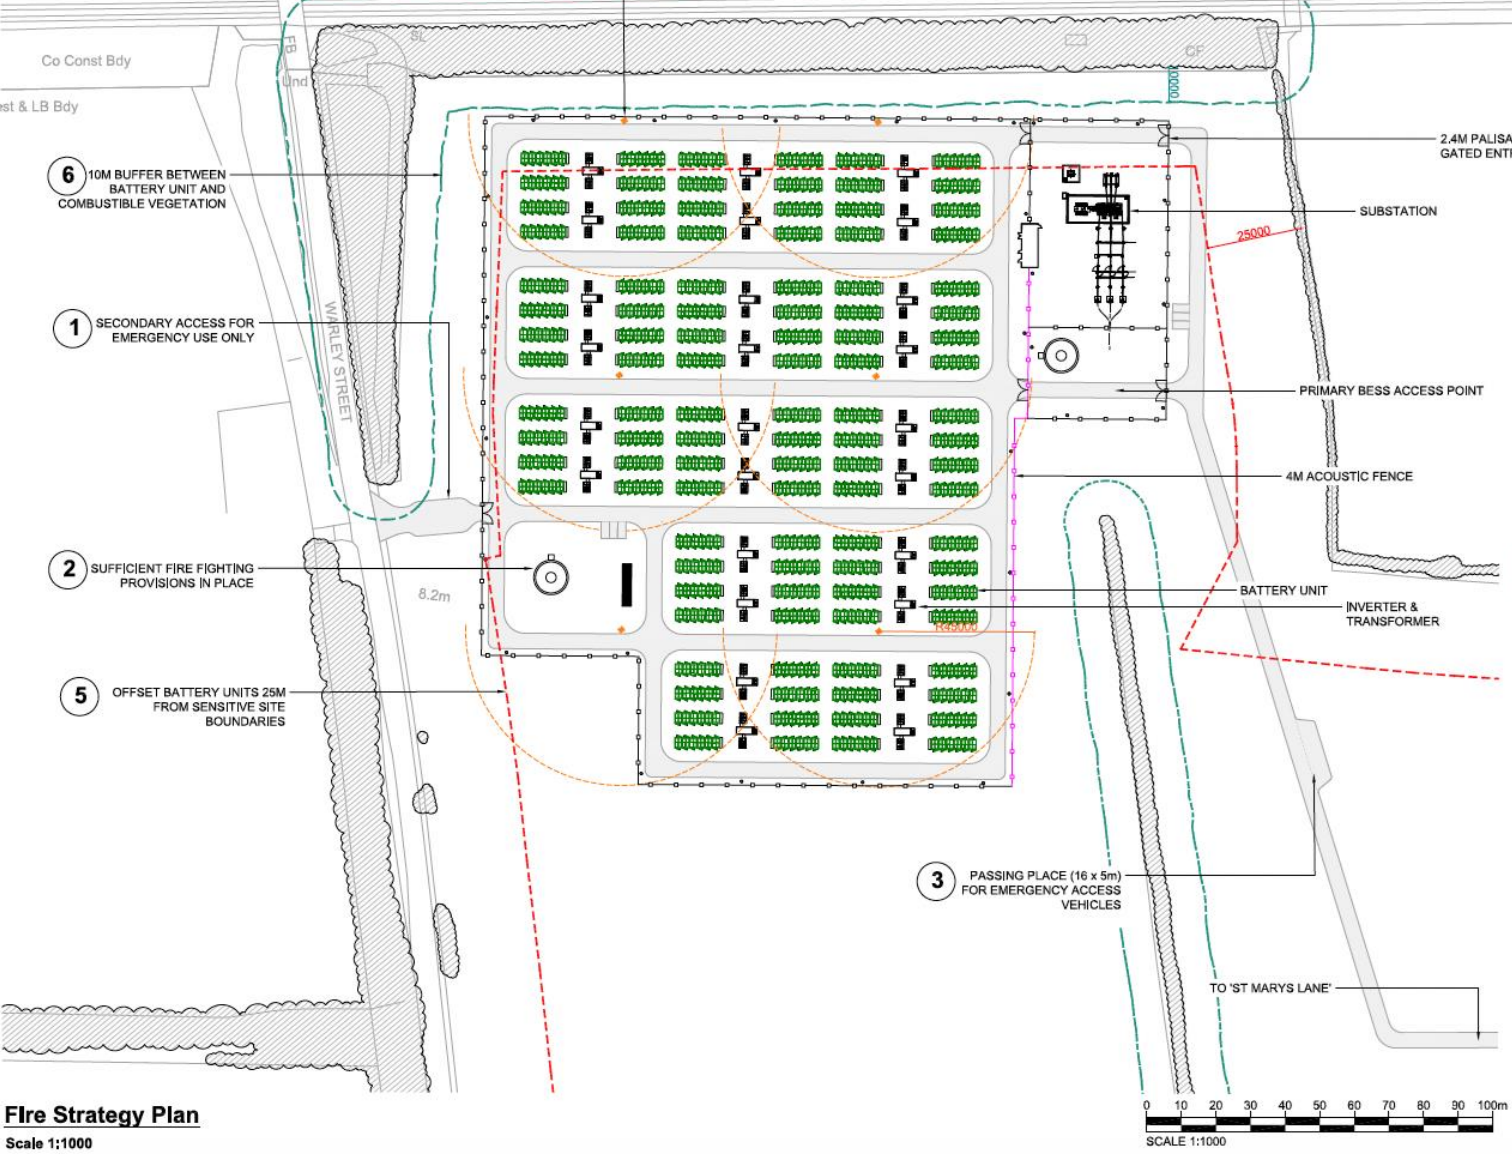 SL
CF
FB
Co Const Bdy
Und
st & LB Bdy
10000
2.4M PALISA
GATED ENTI
6
10M BUFFER BETWEEN
BATTERY UNIT AND
COMBUSTIBLE VEGETATION
SUBSTATION
25000
WARLEY STREET
1
SECONDARY ACCESS FOR
EMERGENCY USE ONLY
PRIMARY BESS ACCESS POINT
4M ACOUSTIC FENCE
2
SUFFICIENT FIRE FIGHTING
PROVISIONS IN PLACE
8.2m
BATTERY UNIT
INVERTER &
TRANSFORMER
R45000
5
OFFSET BATTERY UNITS 25M
FROM SENSITIVE SITE
BOUNDARIES
3
PASSING PLACE (16 x 5m)
FOR EMERGENCY ACCESS
VEHICLES
TO 'ST MARYS LANE'
Fire Strategy Plan
Scale 1:1000
0 10 20 30 40 50 60 70 80 90 100m
SCALE 1:1000